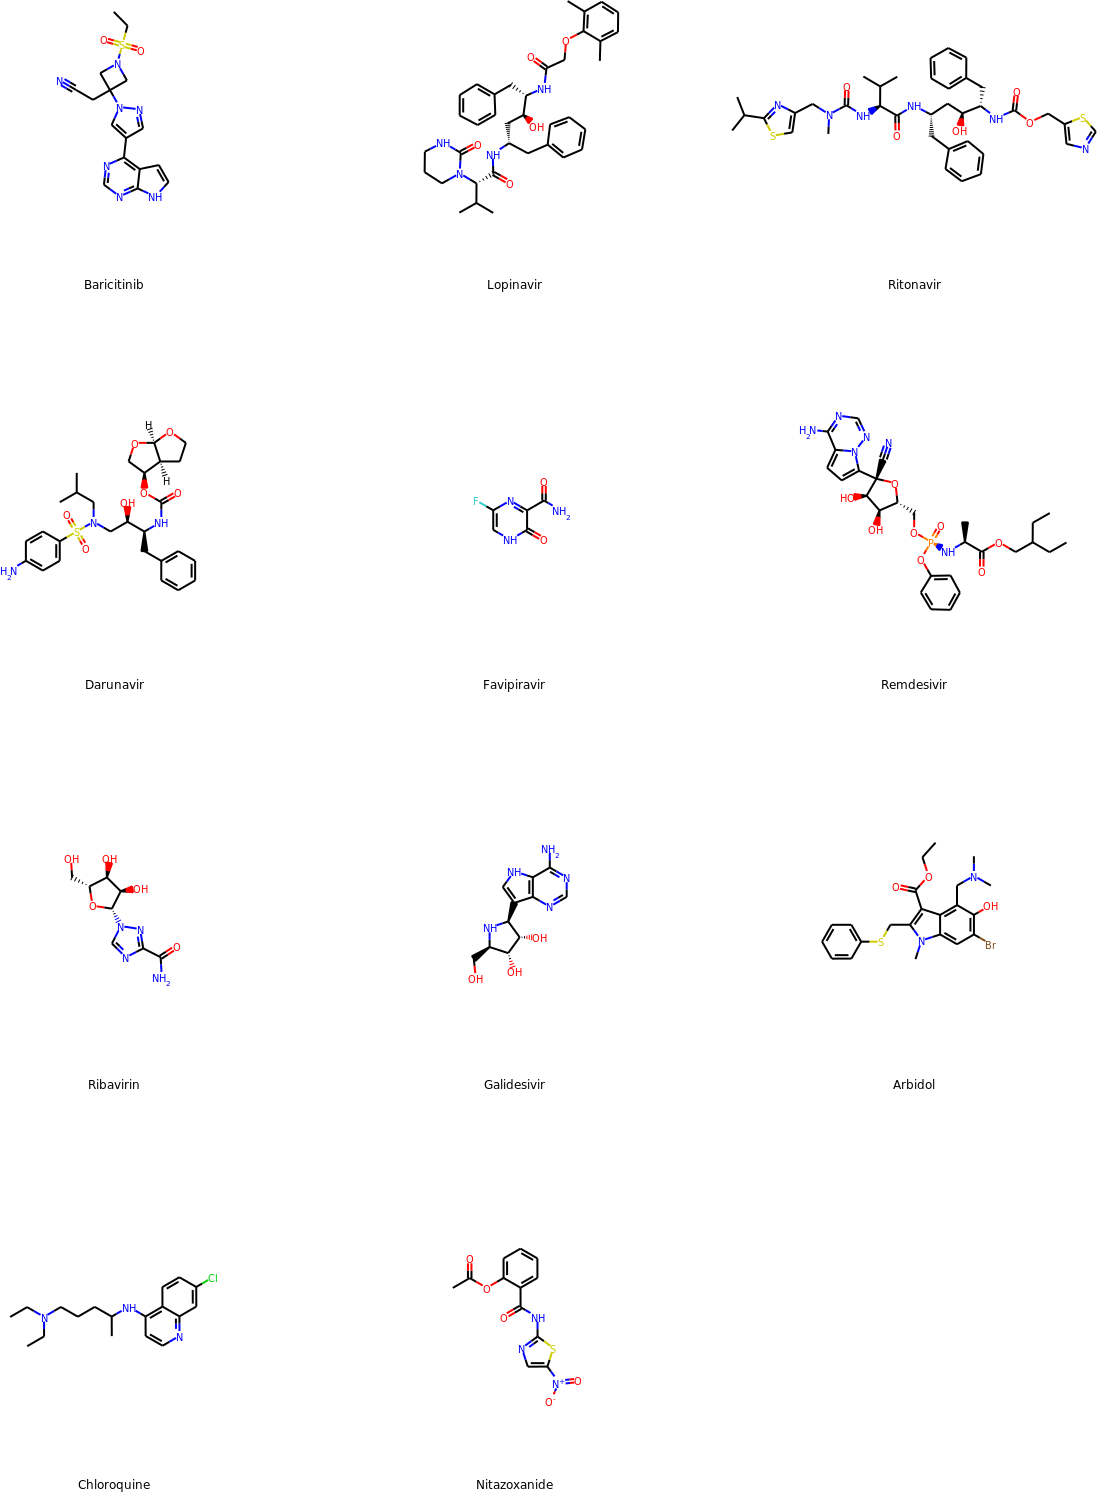 Baricitinib
Lopinavir
Ritonavir
Darunavir
Favipiravir
Remdesivir
Ribavirin
Galidesivir
Arbidol
Chloroquine
Nitazoxanide